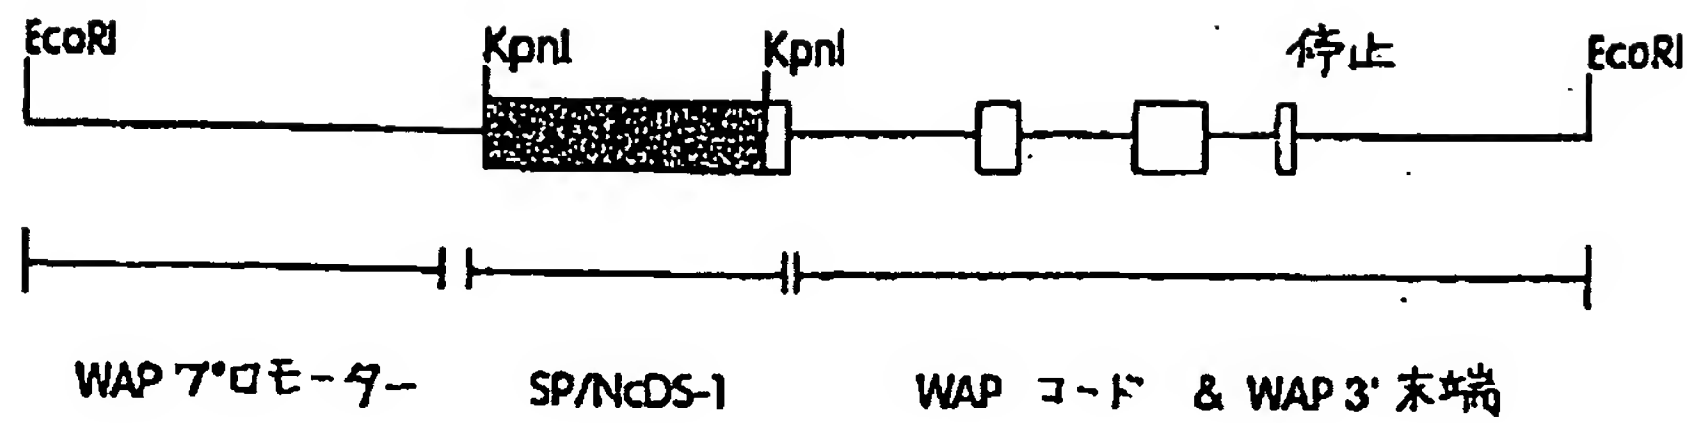 EcoRI KpnI KpnI 停止 EcoRI
WAP プロモーター SP/NcDS-1 WAP コード & WAP 3' 末端